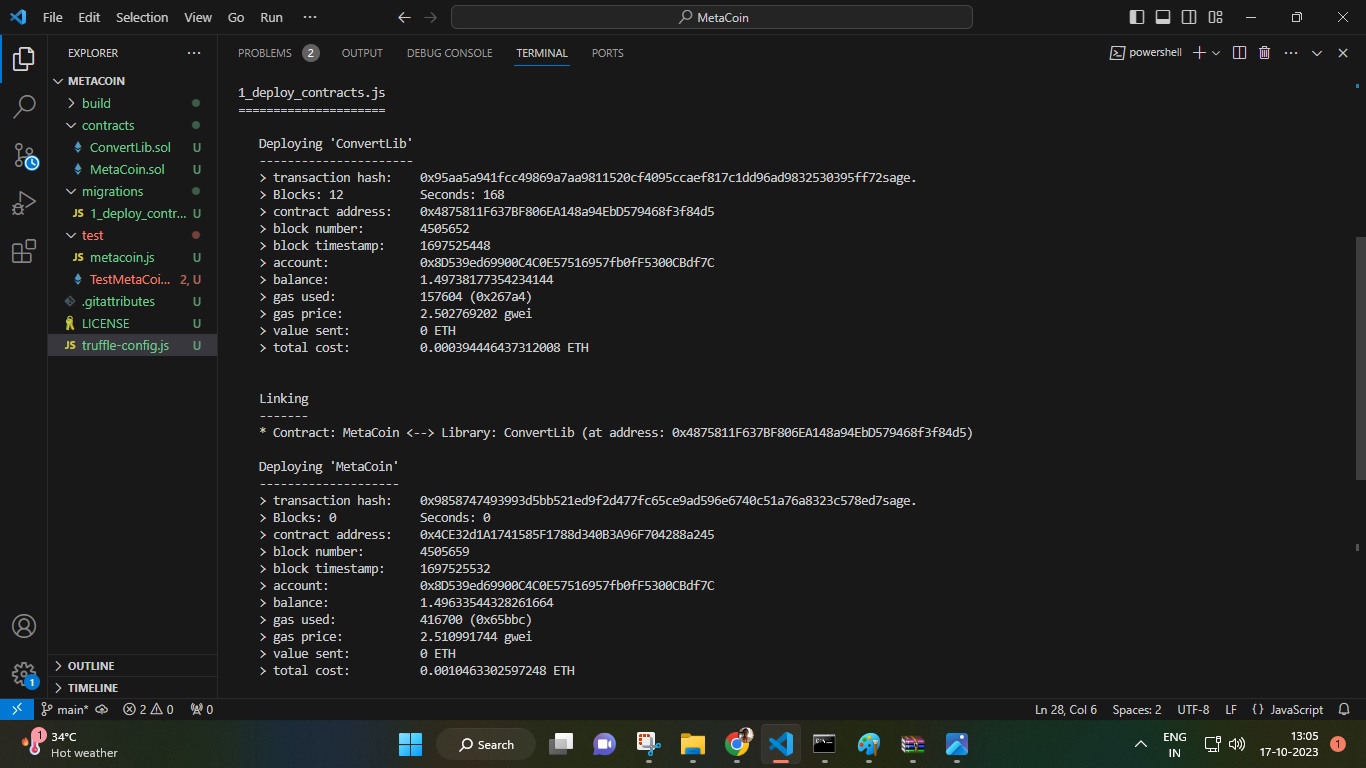 File Edit Selection View Go Run ··· MetaCoin
EXPLORER ···
METACOIN
build
contracts
ConvertLib.sol U
MetaCoin.sol U
migrations
JS 1_deploy_contr... U
test
JS metacoin.js U
TestMetaCoi... 2, U
.gitattributes U
LICENSE U
JS truffle-config.js U
OUTLINE
TIMELINE
PROBLEMS 2 OUTPUT DEBUG CONSOLE TERMINAL PORTS powershell
1_deploy_contracts.js
=====================
Deploying 'ConvertLib'
----------------------
> transaction hash: 0x95aa5a941fcc49869a7aa9811520cf4095ccaef817c1dd96ad9832530395ff72sage.
> Blocks: 12 Seconds: 168
> contract address: 0x4875811F637BF806EA148a94EbD579468f3f84d5
> block number: 4505652
> block timestamp: 1697525448
> account: 0x8D539ed69900C4C0E57516957fb0fF5300CBdf7C
> balance: 1.49738177354234144
> gas used: 157604 (0x267a4)
> gas price: 2.502769202 gwei
> value sent: 0 ETH
> total cost: 0.000394446437312008 ETH
Linking
-------
* Contract: MetaCoin <--> Library: ConvertLib (at address: 0x4875811F637BF806EA148a94EbD579468f3f84d5)
Deploying 'MetaCoin'
--------------------
> transaction hash: 0x9858747493993d5bb521ed9f2d477fc65ce9ad596e6740c51a76a8323c578ed7sage.
> Blocks: 0 Seconds: 0
> contract address: 0x4CE32d1A1741585F1788d340B3A96F704288a245
> block number: 4505659
> block timestamp: 1697525532
> account: 0x8D539ed69900C4C0E57516957fb0fF5300CBdf7C
> balance: 1.49633544328261664
> gas used: 416700 (0x65bbc)
> gas price: 2.510991744 gwei
> value sent: 0 ETH
> total cost: 0.0010463302597248 ETH
1
main* 2 0 0 Ln 28, Col 6 Spaces: 2 UTF-8 LF {} JavaScript
1 34°C
Hot weather
Search
ENG
IN
13:05
17-10-2023
1